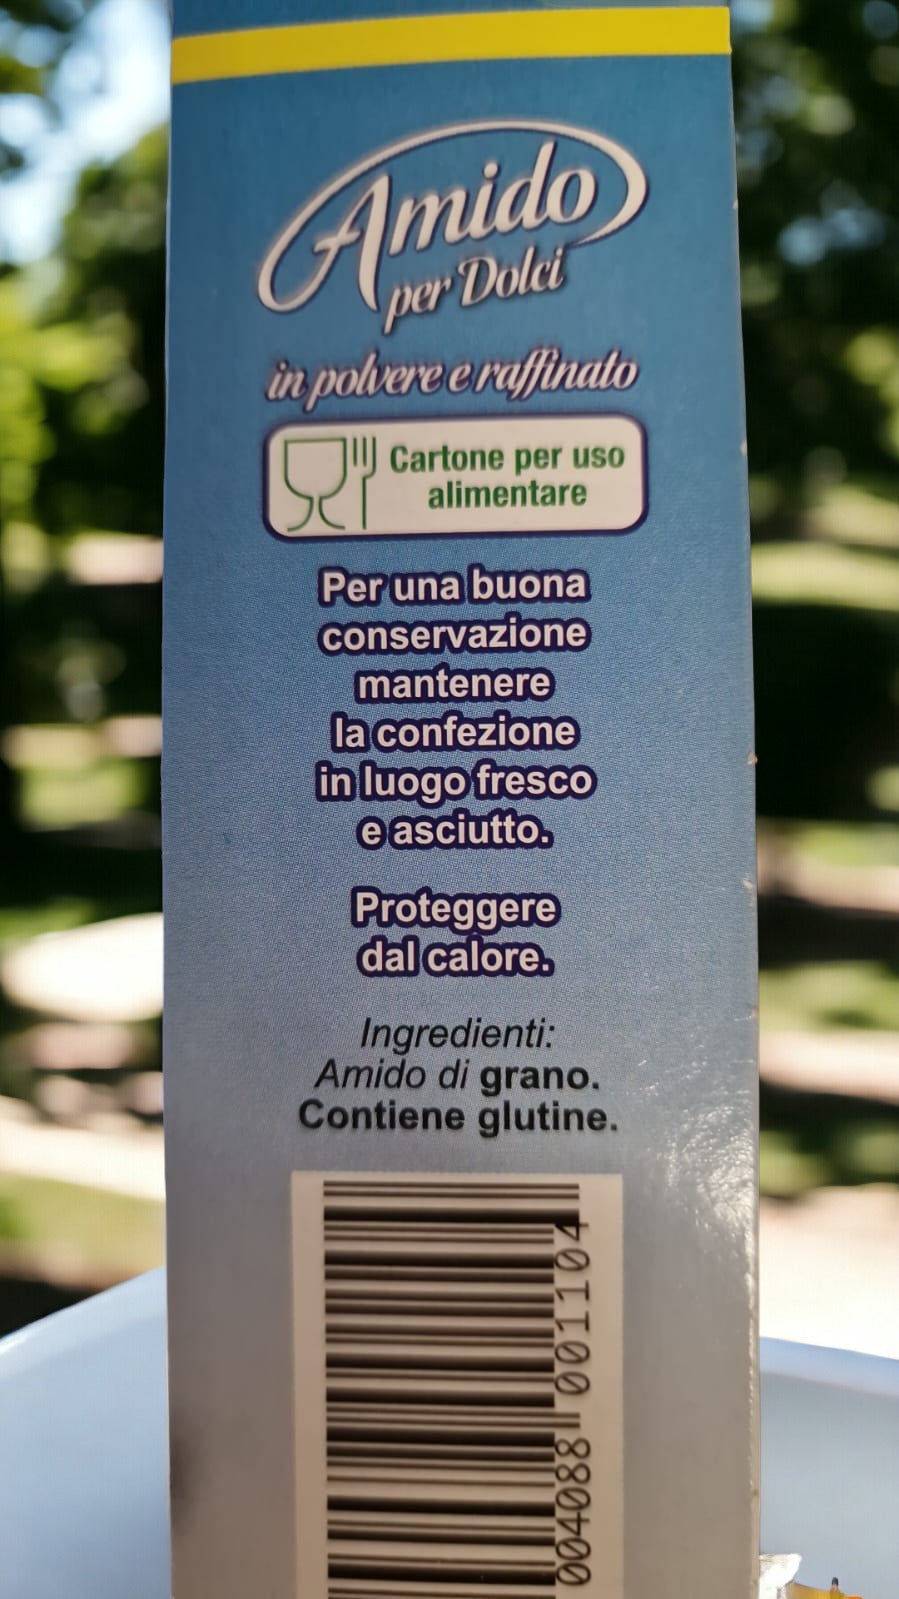 Amido
per Dolci
in polvere e raffinato
Cartone per uso
alimentare
Per una buona
conservazione
mantenere
la confezione
in luogo fresco
e asciutto.
Proteggere
dal calore.
Ingredienti:
Amido di grano.
Contiene glutine.
004088 001104